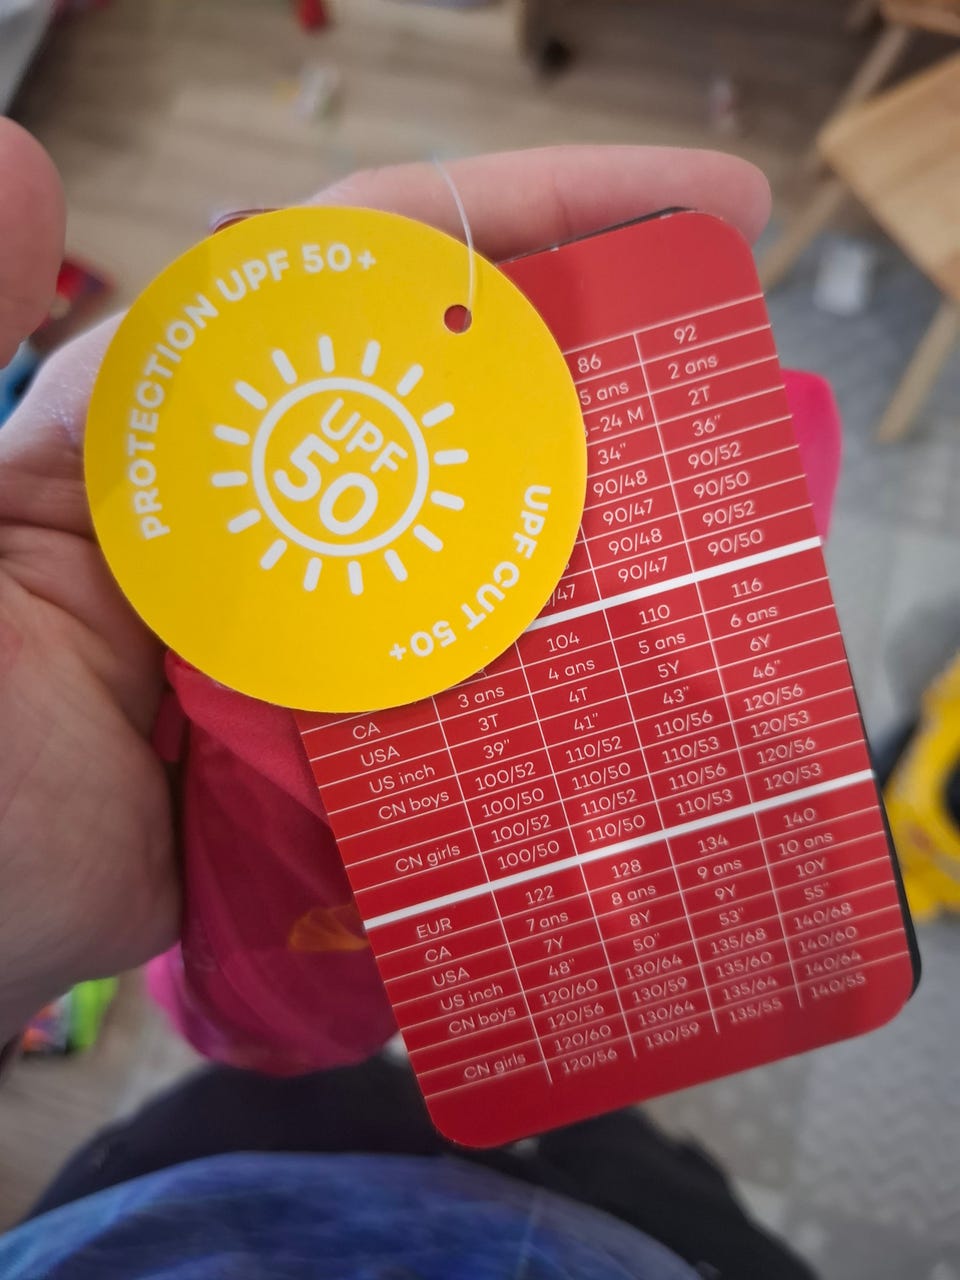 PROTECTION UPF 50+
UPF
50
UPF CUT 50+
86 92
5 ans 2 ans
-24 M 2T
34" 36"
90/48 90/52
90/47 90/50
90/48 90/52
/47 90/47 90/50
104 110 116
3 ans 4 ans 5 ans 6 ans
CA 3T 4T 5Y 6Y
USA 39" 41" 43" 46"
US inch 100/52 110/52 110/56 120/56
CN boys 100/50 110/50 110/53 120/53
100/52 110/52 110/56 120/56
CN girls 100/50 110/50 110/53 120/53
EUR 122 128 134 140
CA 7 ans 8 ans 9 ans 10 ans
USA 7Y 8Y 9Y 10Y
US inch 48" 50" 53" 55"
CN boys 120/60 130/64 135/68 140/68
120/56 130/59 135/60 140/60
120/60 130/64 135/64 140/64
CN girls 120/56 130/59 135/55 140/55